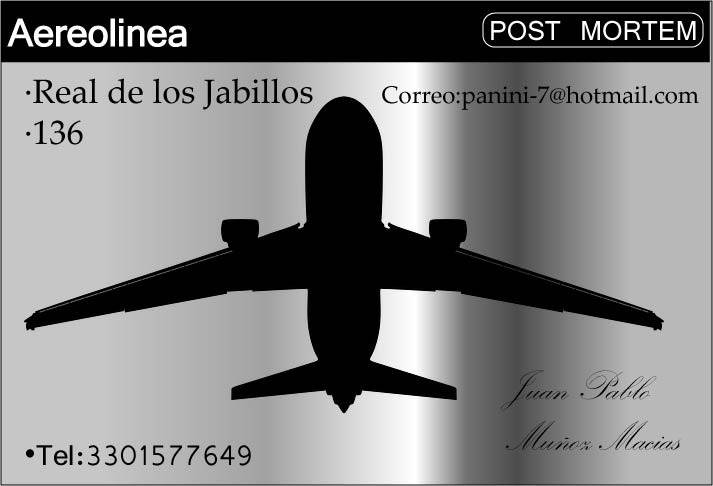 Aereolinea
POST MORTEM
·Real de los Jabillos
Correo:panini-7@hotmail.com
·136
Juan Pablo
Muñoz Macias
•Tel:3301577649